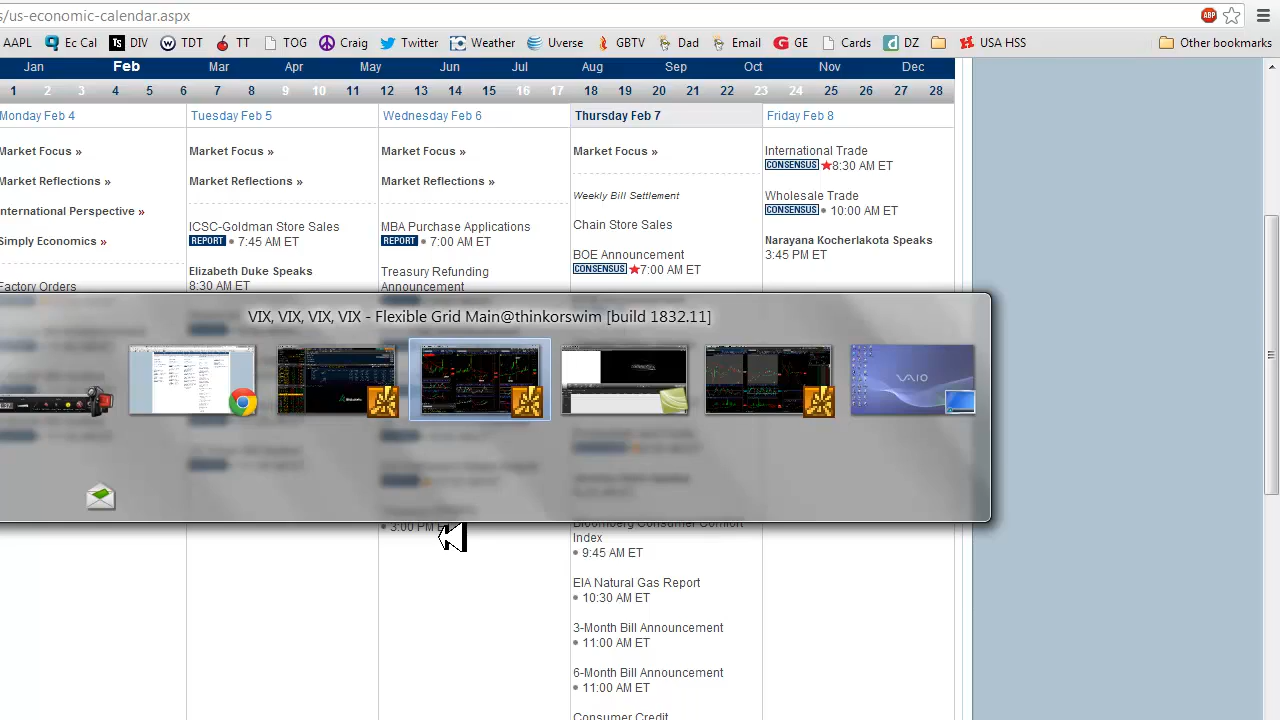 s/us-economic-calendar.aspx
ABP
AAPL Ec Cal DIV TDT TT TOG Craig Twitter Weather Uverse GBTV Dad Email GE Cards DZ USA HSS Other bookmarks
Jan Feb Mar Apr May Jun Jul Aug Sep Oct Nov Dec
1 2 3 4 5 6 7 8 9 10 11 12 13 14 15 16 17 18 19 20 21 22 23 24 25 26 27 28
Monday Feb 4 Tuesday Feb 5 Wednesday Feb 6 Thursday Feb 7 Friday Feb 8
Market Focus »
Market Reflections »
nternational Perspective »
Simply Economics »
Factory Orders
Market Focus »
Market Reflections »
ICSC-Goldman Store Sales
REPORT • 7:45 AM ET
Elizabeth Duke Speaks
8:30 AM ET
Market Focus »
Market Reflections »
MBA Purchase Applications
REPORT • 7:00 AM ET
Treasury Refunding
Announcement
Market Focus »
Weekly Bill Settlement
Chain Store Sales
BOE Announcement
CONSENSUS ★7:00 AM ET
International Trade
CONSENSUS ★8:30 AM ET
Wholesale Trade
CONSENSUS • 10:00 AM ET
Narayana Kocherlakota Speaks
3:45 PM ET
VIX, VIX, VIX, VIX - Flexible Grid Main@thinkorswim [build 1832.11]
VAIO
• 3:00 PM E
Bloomberg Consumer Comfort
Index
• 9:45 AM ET
EIA Natural Gas Report
• 10:30 AM ET
3-Month Bill Announcement
• 11:00 AM ET
6-Month Bill Announcement
• 11:00 AM ET
Consumer Credit